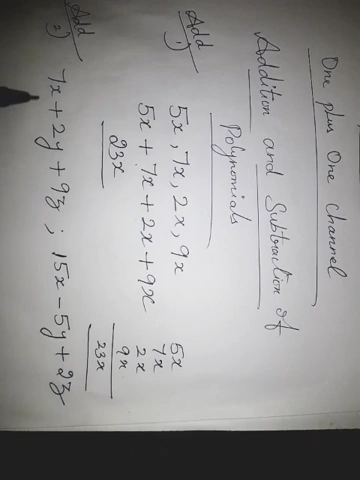 One plus One channel
Addition and Subtraction of
Polynomials
Add
1) 5x, 7x, 2x, 9x
5x + 7x + 2x + 9x
23x
5x
7x
2x
9x
23x
Add
=) 7x + 2y + 9z ; 15x - 5y + 2z